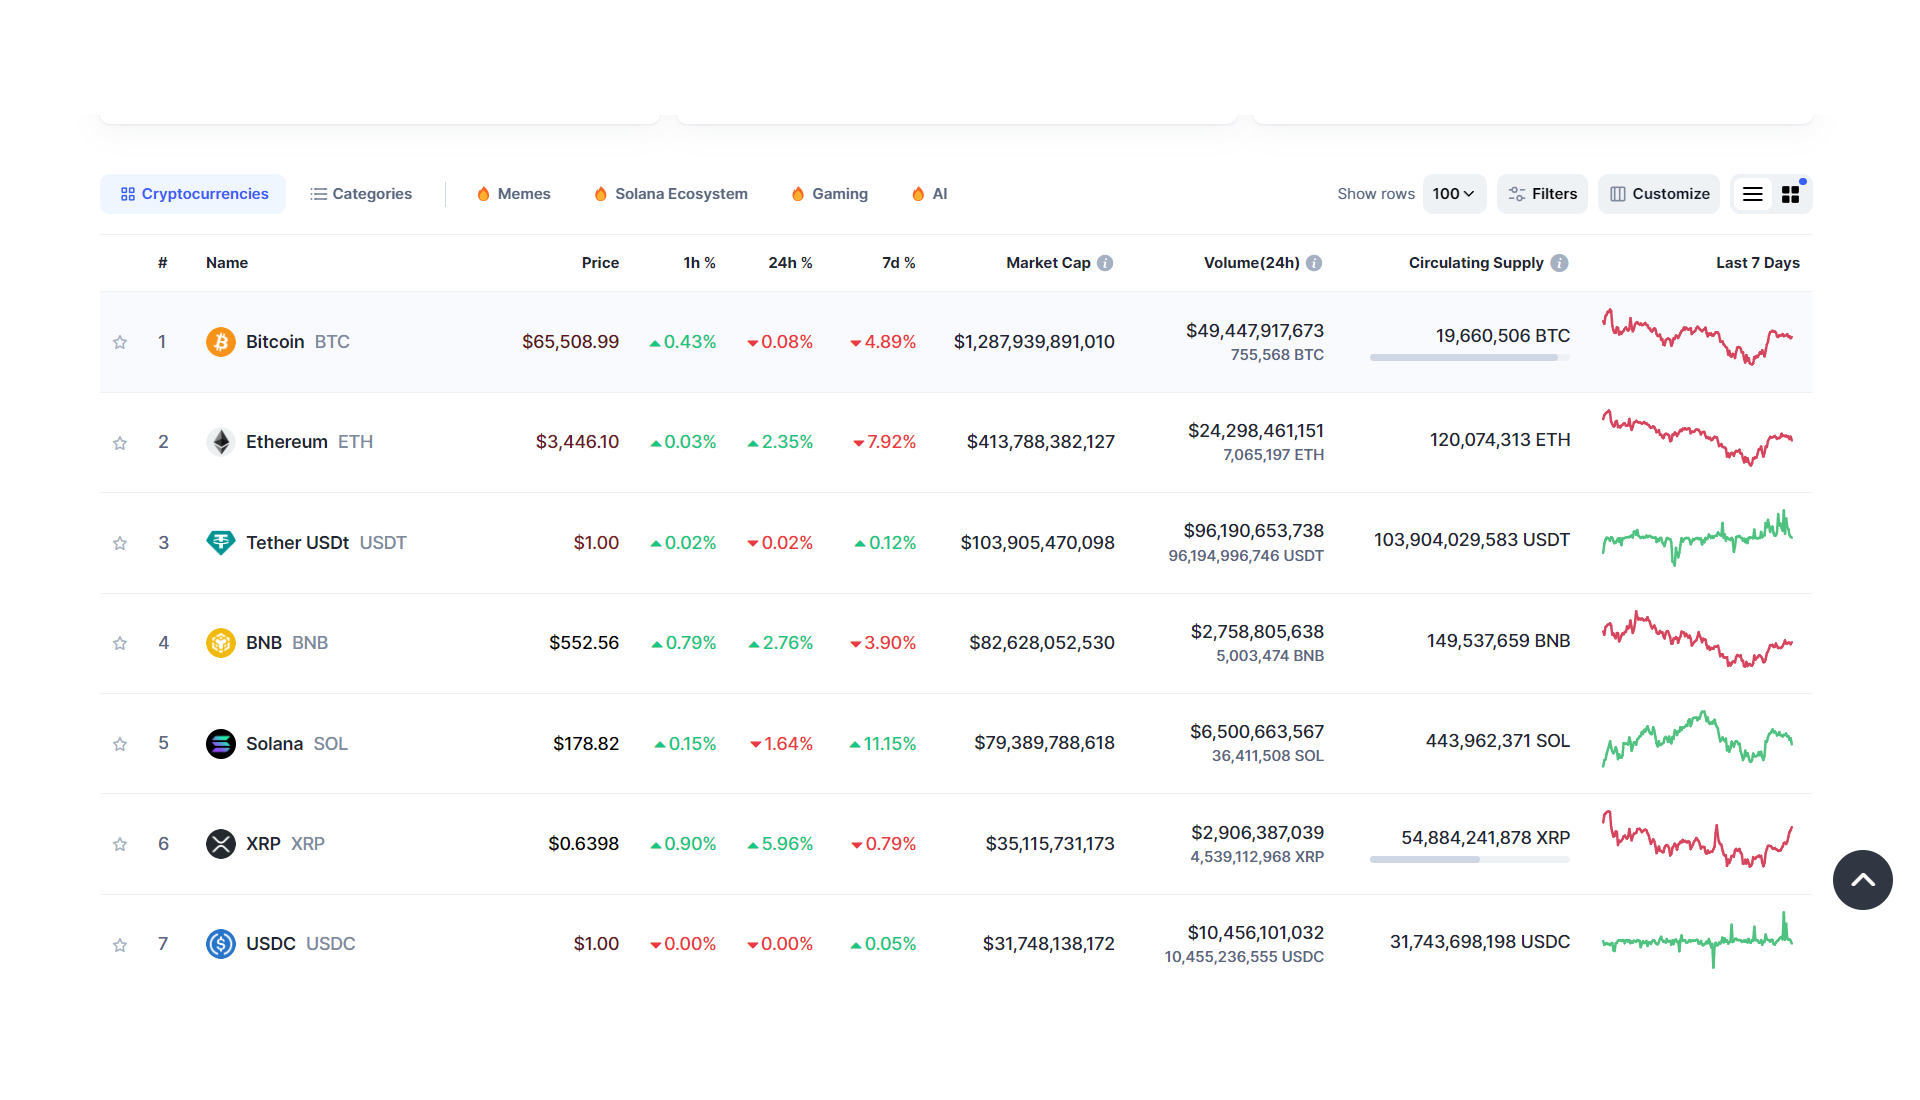 Cryptocurrencies Categories Memes Solana Ecosystem Gaming AI Show rows 100 Filters Customize
# Name Price 1h % 24h % 7d % Market Cap Volume(24h) Circulating Supply Last 7 Days
1 Bitcoin BTC $65,508.99 0.43% 0.08% 4.89% $1,287,939,891,010 $49,447,917,673 19,660,506 BTC
755,568 BTC
2 Ethereum ETH $3,446.10 0.03% 2.35% 7.92% $413,788,382,127 $24,298,461,151 120,074,313 ETH
7,065,197 ETH
3 Tether USDt USDT $1.00 0.02% 0.02% 0.12% $103,905,470,098 $96,190,653,738 103,904,029,583 USDT
96,194,996,746 USDT
4 BNB BNB $552.56 0.79% 2.76% 3.90% $82,628,052,530 $2,758,805,638 149,537,659 BNB
5,003,474 BNB
5 Solana SOL $178.82 0.15% 1.64% 11.15% $79,389,788,618 $6,500,663,567 443,962,371 SOL
36,411,508 SOL
6 XRP XRP $0.6398 0.90% 5.96% 0.79% $35,115,731,173 $2,906,387,039 54,884,241,878 XRP
4,539,112,968 XRP
7 USDC USDC $1.00 0.00% 0.00% 0.05% $31,748,138,172 $10,456,101,032 31,743,698,198 USDC
10,455,236,555 USDC